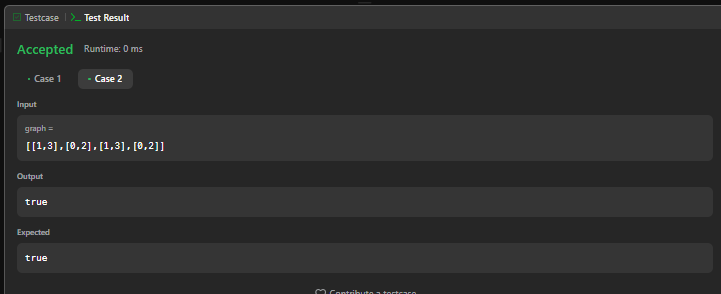 Testcase
Test Result
Accepted Runtime: 0 ms
Case 1
Case 2
Input
graph =
[[1,3],[0,2],[1,3],[0,2]]
Output
true
Expected
true
Contribute a testcase